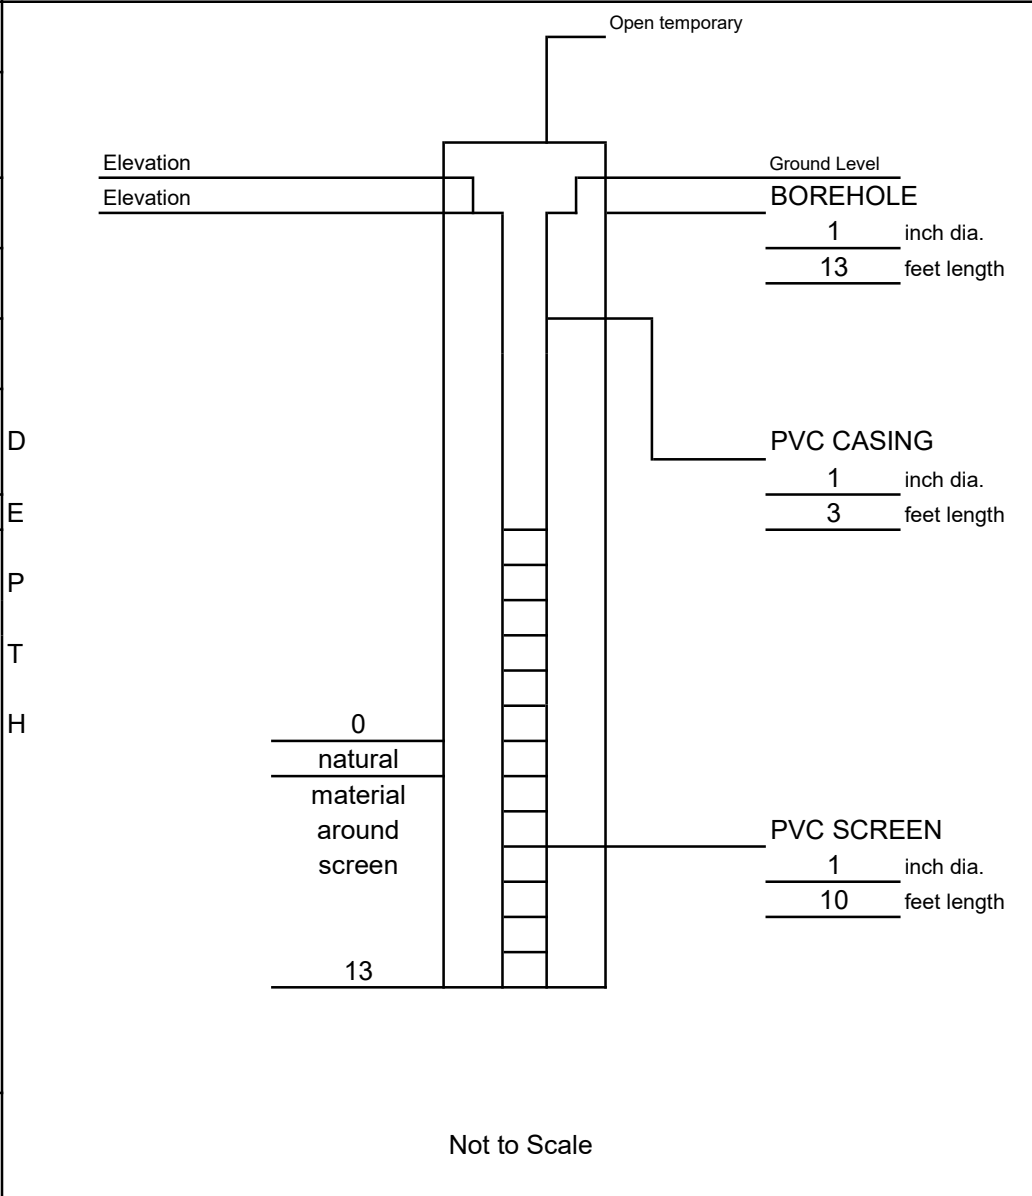 Open temporary
Elevation
Ground Level
Elevation
BOREHOLE
1 inch dia.
13 feet length
D
PVC CASING
1 inch dia.
E
3 feet length
P
T
H
0
natural
material
around
screen
PVC SCREEN
1 inch dia.
10 feet length
13
Not to Scale